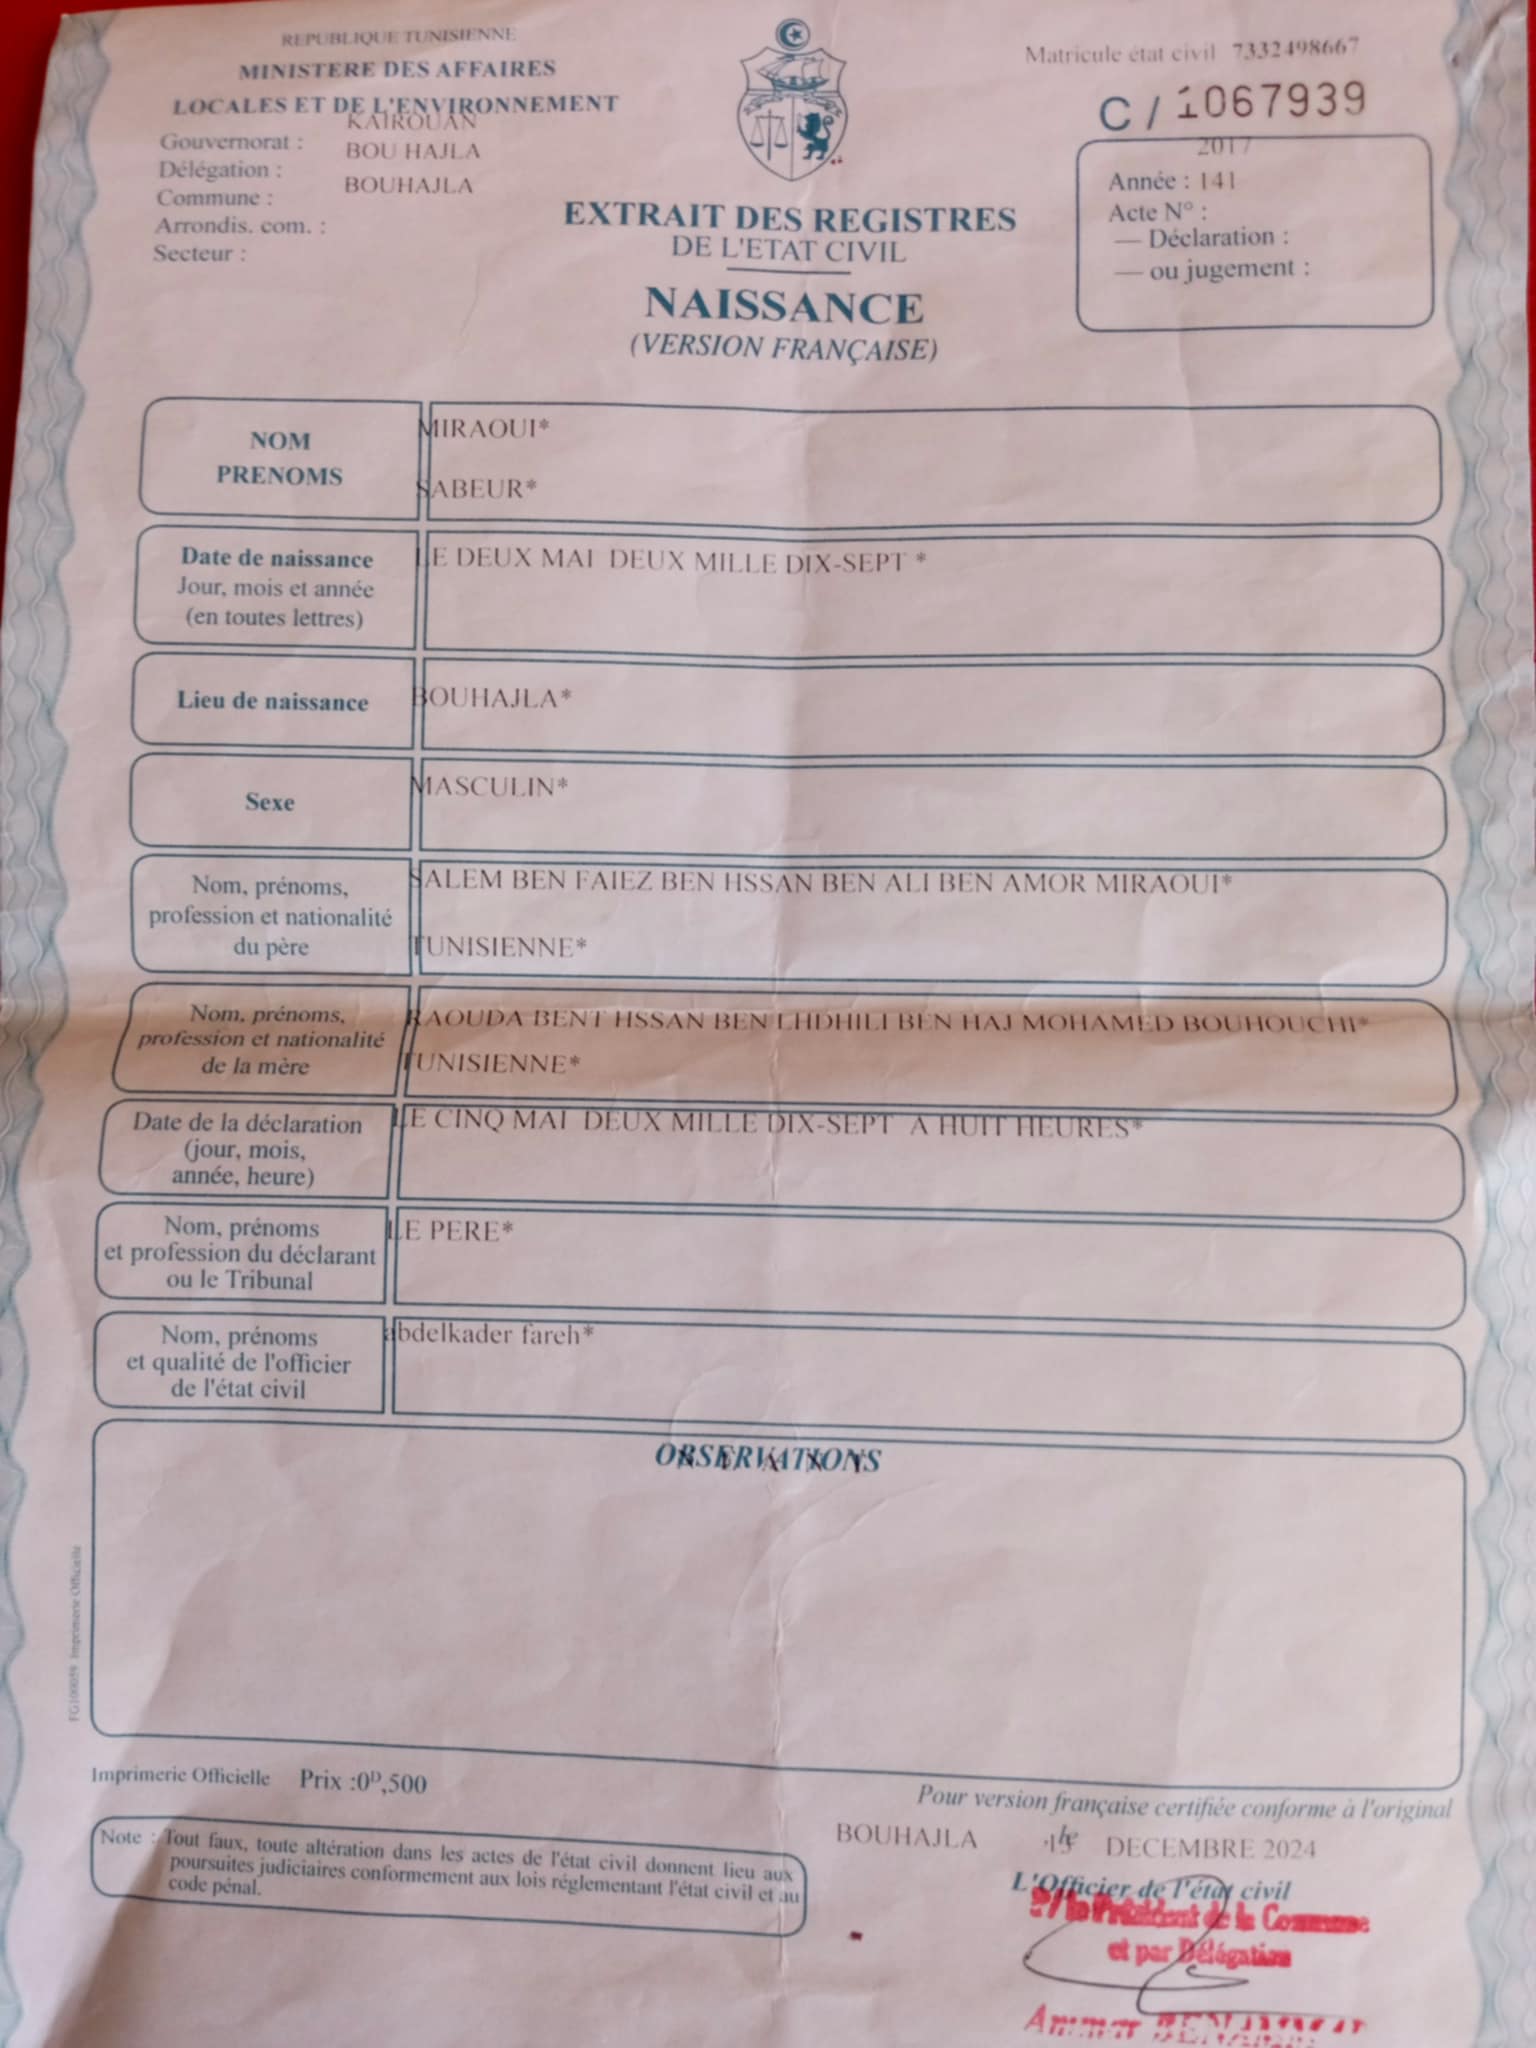 REPUBLIQUE TUNISIENNE
MINISTERE DES AFFAIRES
LOCALES ET DE L'ENVIRONNEMENT
Gouvernorat : KAIROUAN
Délégation : BOU HAJLA
Commune : BOUHAJLA
Arrondis. com. :
Secteur :
Matricule état civil 7332498667
C / 1067939
2017
Année : 141
Acte N° :
— Déclaration :
— ou jugement :
EXTRAIT DES REGISTRES
DE L'ETAT CIVIL
NAISSANCE
(VERSION FRANÇAISE)
NOM
PRENOMS
MIRAOUI*
SABEUR*
Date de naissance
Jour, mois et année
(en toutes lettres)
LE DEUX MAI DEUX MILLE DIX-SEPT *
Lieu de naissance
BOUHAJLA*
Sexe
MASCULIN*
Nom, prénoms,
profession et nationalité
du père
SALEM BEN FAIEZ BEN HSSAN BEN ALI BEN AMOR MIRAOUI*
TUNISIENNE*
Nom, prénoms,
profession et nationalité
de la mère
RAOUDA BENT HSSAN BEN LHDHILI BEN HAJ MOHAMED BOUHOUCHI*
TUNISIENNE*
Date de la déclaration
(jour, mois,
année, heure)
LE CINQ MAI DEUX MILLE DIX-SEPT A HUIT HEURES*
Nom, prénoms
et profession du déclarant
ou le Tribunal
LE PERE*
Nom, prénoms
et qualité de l'officier
de l'état civil
abdelkader fareh*
OBSERVATIONS
N E A N T
FG100059 Imprimerie Officielle
Imprimerie Officielle Prix :0ᴰ,500
Note : Tout faux, toute altération dans les actes de l'état civil donnent lieu aux
poursuites judiciaires conformement aux lois réglementant l'état civil et au
code pénal.
Pour version française certifiée conforme à l'original
BOUHAJLA le DECEMBRE 2024
L'Officier de l'état civil
P/ le Président de la Commune
et par Délégation